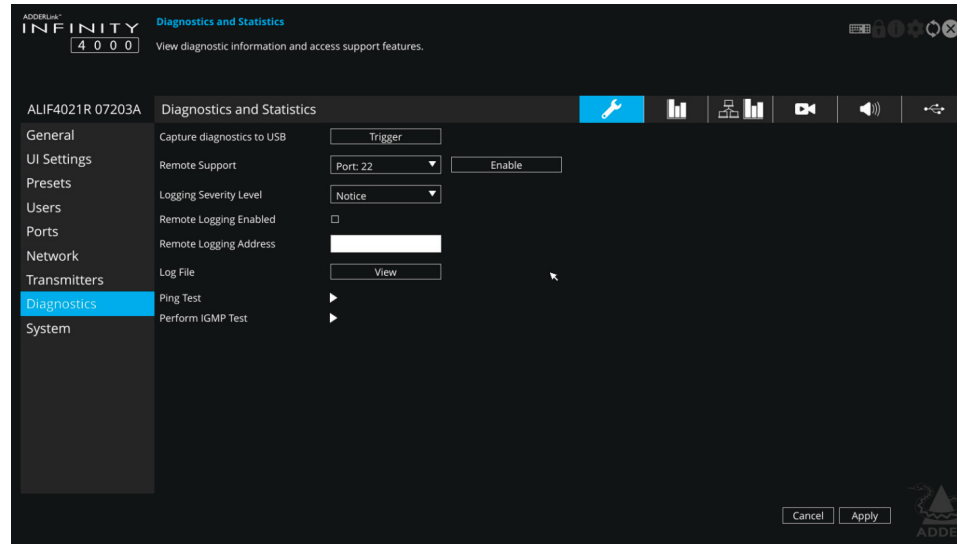 ADDERLink™
INFINITY
4000
Diagnostics and Statistics
View diagnostic information and access support features.
ALIF4021R 07203A
Diagnostics and Statistics
General
UI Settings
Presets
Users
Ports
Network
Transmitters
Diagnostics
System
Capture diagnostics to USB
Trigger
Remote Support
Port: 22
Enable
Logging Severity Level
Notice
Remote Logging Enabled
Remote Logging Address
Log File
View
Ping Test
Perform IGMP Test
Cancel
Apply
ADDE